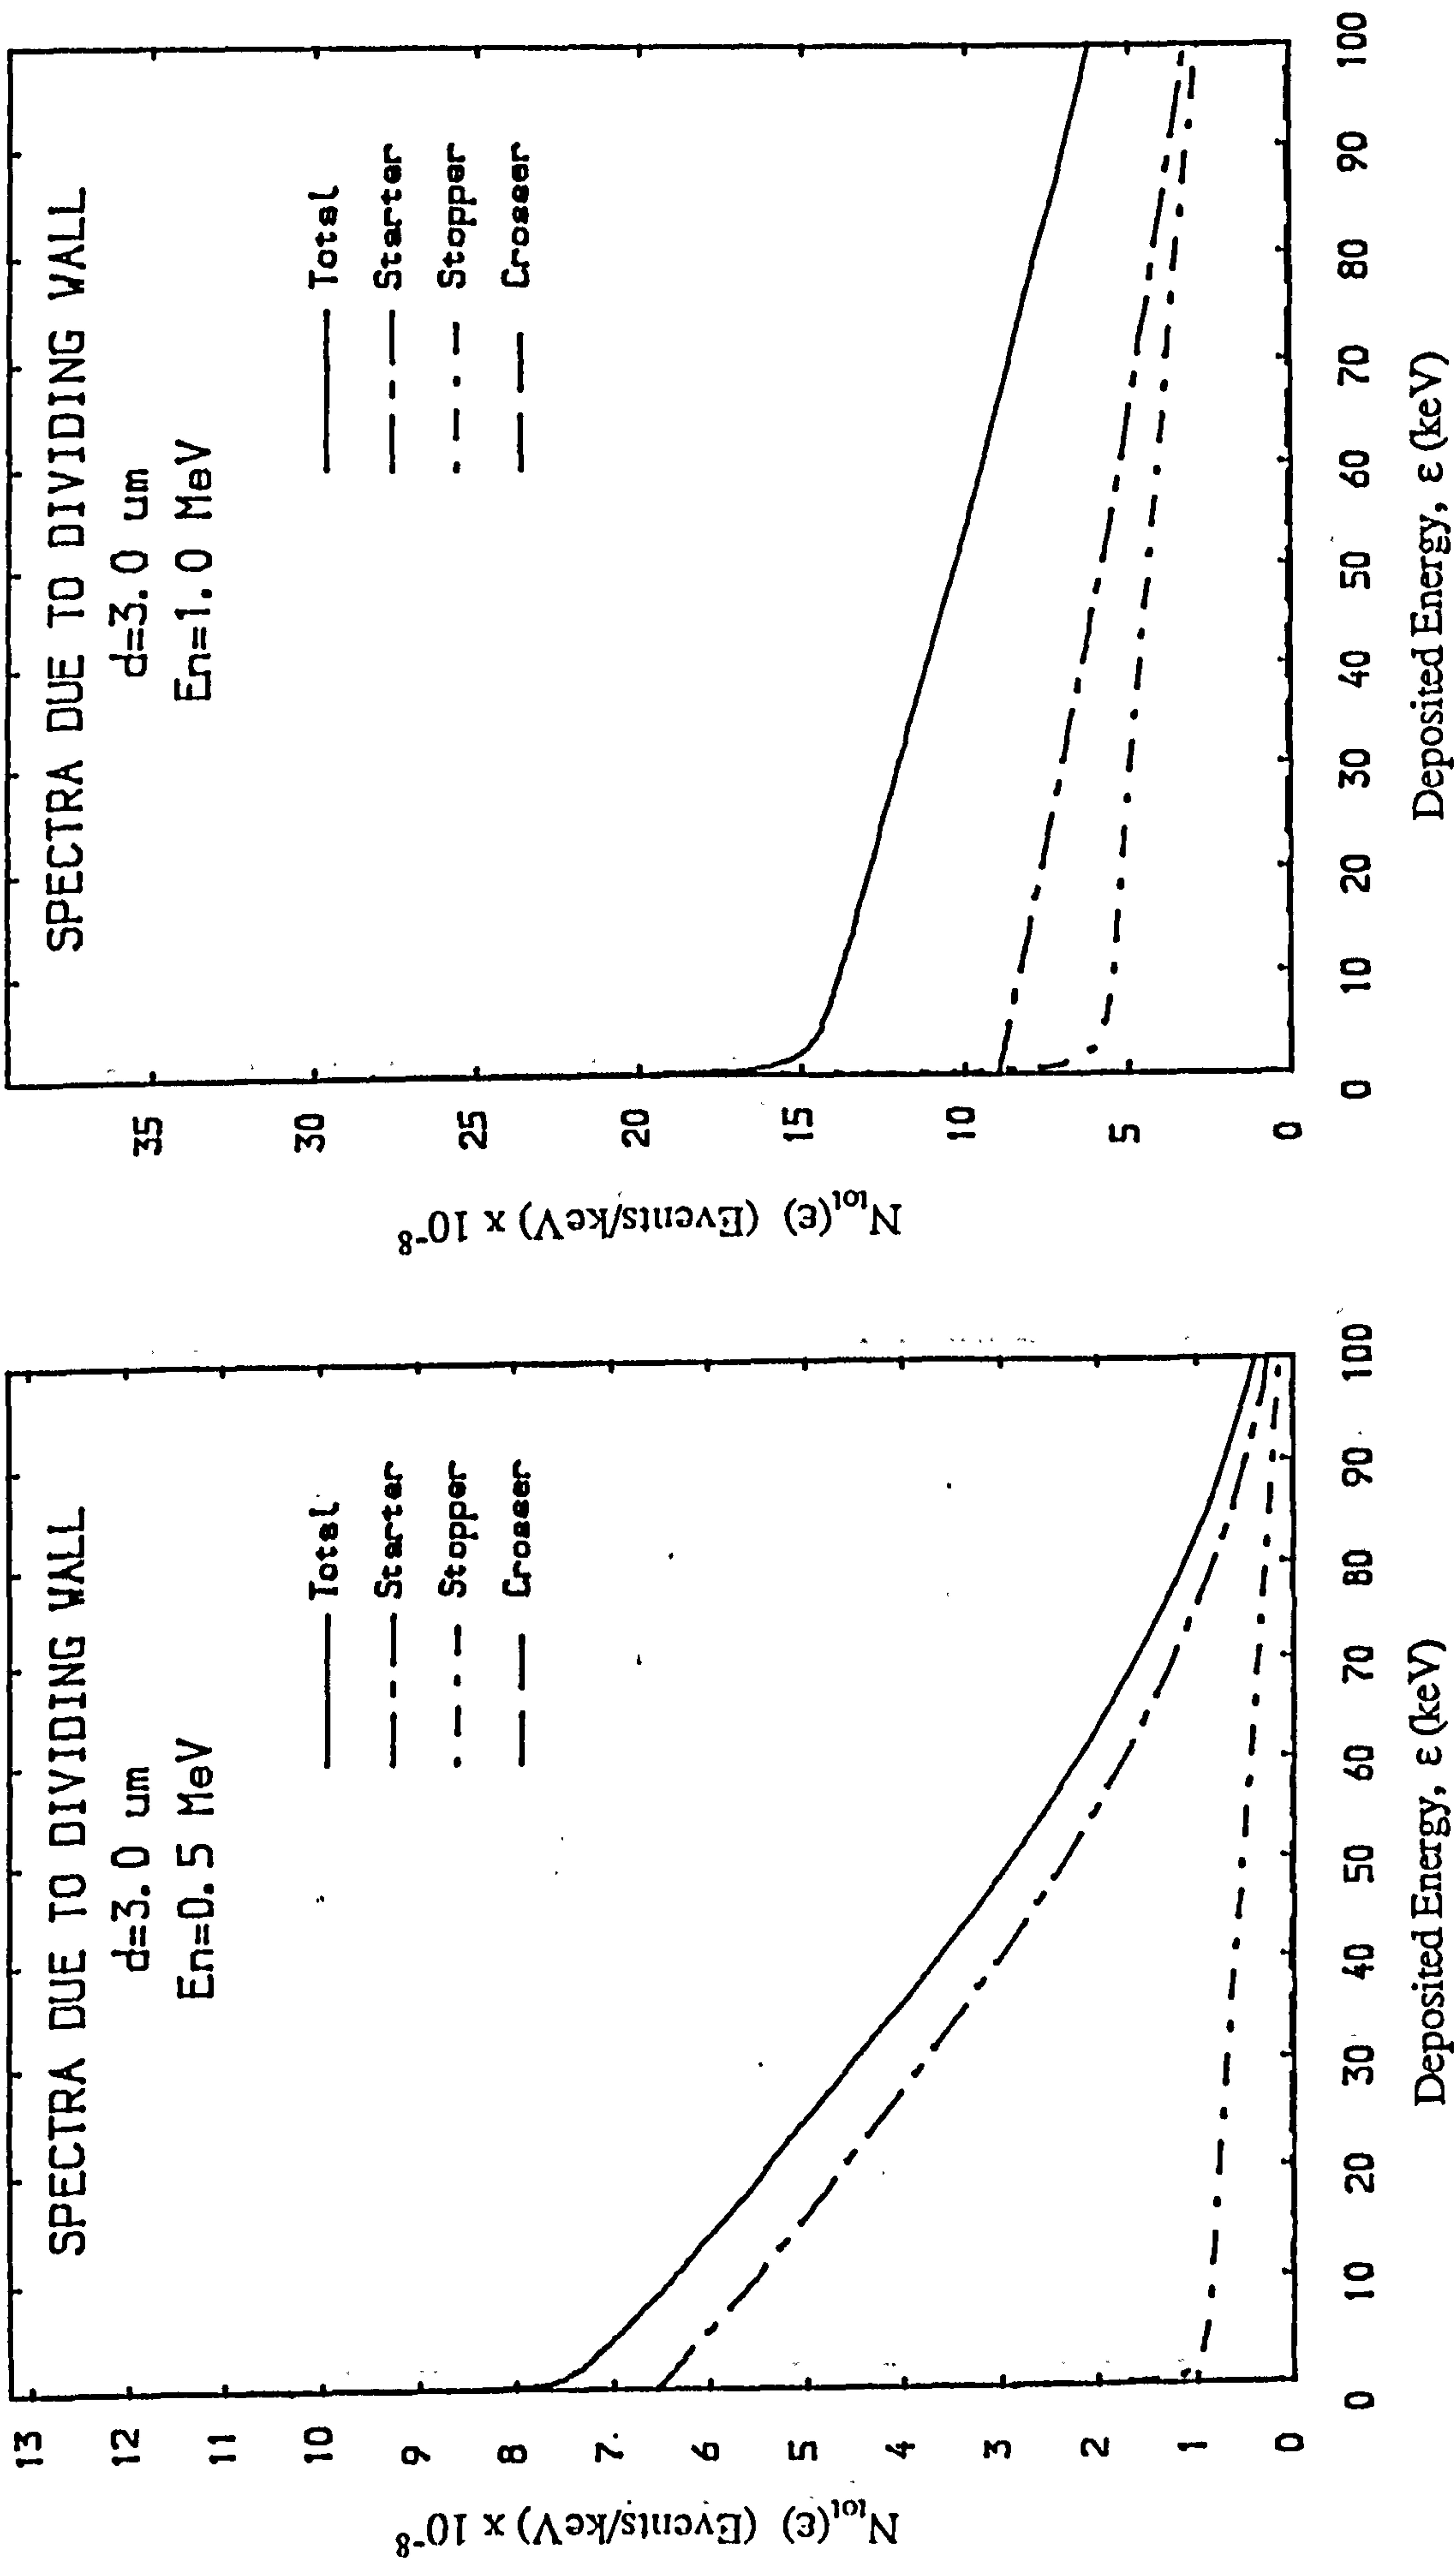 SPECTRA DUE TO DIVIDING WALL
d=3.0 um
En=0.5 MeV
Total
Starter
Stopper
Crosser
13
12
11
10
9
8
7
6
5
4
3
2
1
0
Ntot(ε) (Events/keV) x 10-8
0 10 20 30 40 50 60 70 80 90 100
Deposited Energy, ε (keV)
SPECTRA DUE TO DIVIDING WALL
d=3.0 um
En=1.0 MeV
Total
Starter
Stopper
Crosser
35
30
25
20
15
10
5
0
Ntot(ε) (Events/keV) x 10-8
0 10 20 30 40 50 60 70 80 90 100
Deposited Energy, ε (keV)